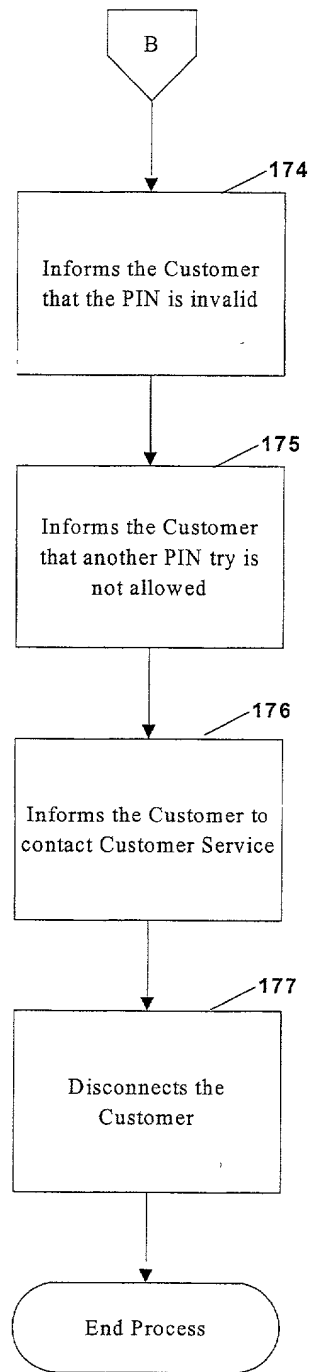 B
174
Informs the Customer
that the PIN is invalid
175
Informs the Customer
that another PIN try is
not allowed
176
Informs the Customer to
contact Customer Service
177
Disconnects the
Customer
End Process